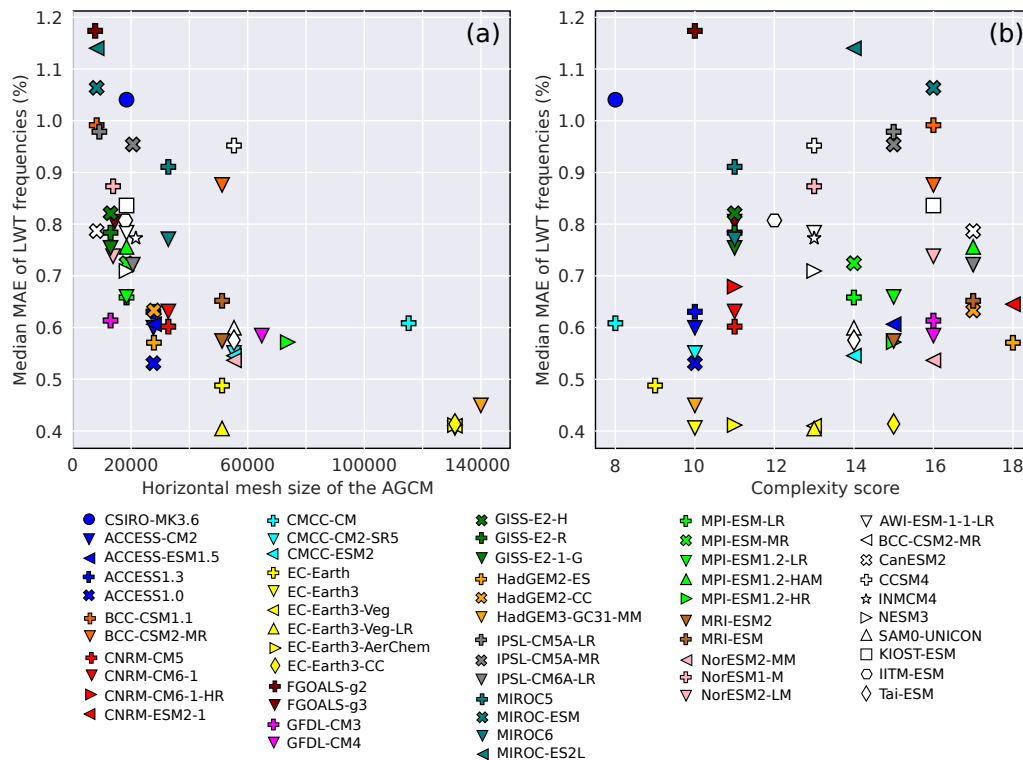 (a)
1.2
1.1
1.0
0.9
0.8
0.7
0.6
0.5
0.4
Median MAE of LWT frequencies (%)
0 20000 60000 100000 140000
Horizontal mesh size of the AGCM
(b)
1.2
1.1
1.0
0.9
0.8
0.7
0.6
0.5
0.4
Median MAE of LWT frequencies (%)
8 10 12 14 16 18
Complexity score
CSIRO-MK3.6
ACCESS-CM2
ACCESS-ESM1.5
ACCESS1.3
ACCESS1.0
BCC-CSM1.1
BCC-CSM2-MR
CNRM-CM5
CNRM-CM6-1
CNRM-CM6-1-HR
CNRM-ESM2-1
CMCC-CM
CMCC-CM2-SR5
CMCC-ESM2
EC-Earth
EC-Earth3
EC-Earth3-Veg
EC-Earth3-Veg-LR
EC-Earth3-AerChem
EC-Earth3-CC
FGOALS-g2
FGOALS-g3
GFDL-CM3
GFDL-CM4
GISS-E2-H
GISS-E2-R
GISS-E2-1-G
HadGEM2-ES
HadGEM2-CC
HadGEM3-GC31-MM
IPSL-CM5A-LR
IPSL-CM5A-MR
IPSL-CM6A-LR
MIROC5
MIROC-ESM
MIROC6
MIROC-ES2L
MPI-ESM-LR
MPI-ESM-MR
MPI-ESM1.2-LR
MPI-ESM1.2-HAM
MPI-ESM1.2-HR
MRI-ESM2
MRI-ESM
NorESM2-MM
NorESM1-M
NorESM2-LM
AWI-ESM-1-1-LR
BCC-CSM2-MR
CanESM2
CCSM4
INMCM4
NESM3
SAM0-UNICON
KIOST-ESM
IITM-ESM
Tai-ESM